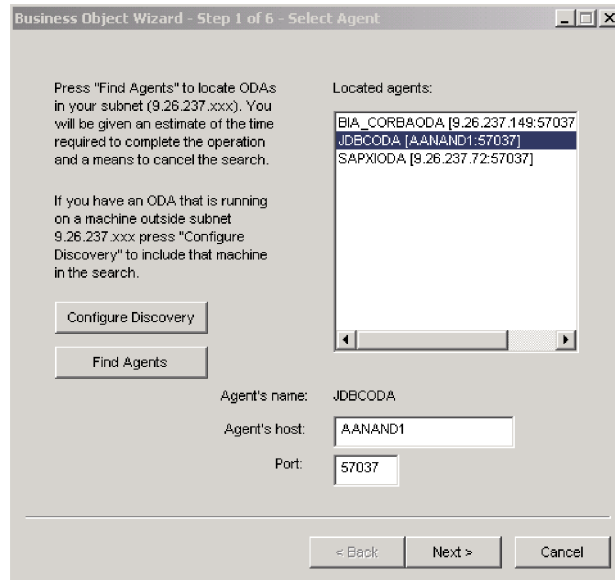 Business Object Wizard - Step 1 of 6 - Select Agent
Press "Find Agents" to locate ODAs
in your subnet (9.26.237.xxx). You
will be given an estimate of the time
required to complete the operation
and a means to cancel the search.
If you have an ODA that is running
on a machine outside subnet
9.26.237.xxx press "Configure
Discovery" to include that machine
in the search.
Configure Discovery
Find Agents
Located agents:
BIA_CORBAODA [9.26.237.149:57037
JDBCODA [AANAND1:57037]
SAPXIODA [9.26.237.72:57037]
Agent's name: JDBCODA
Agent's host: AANAND1
Port: 57037
< Back Next > Cancel